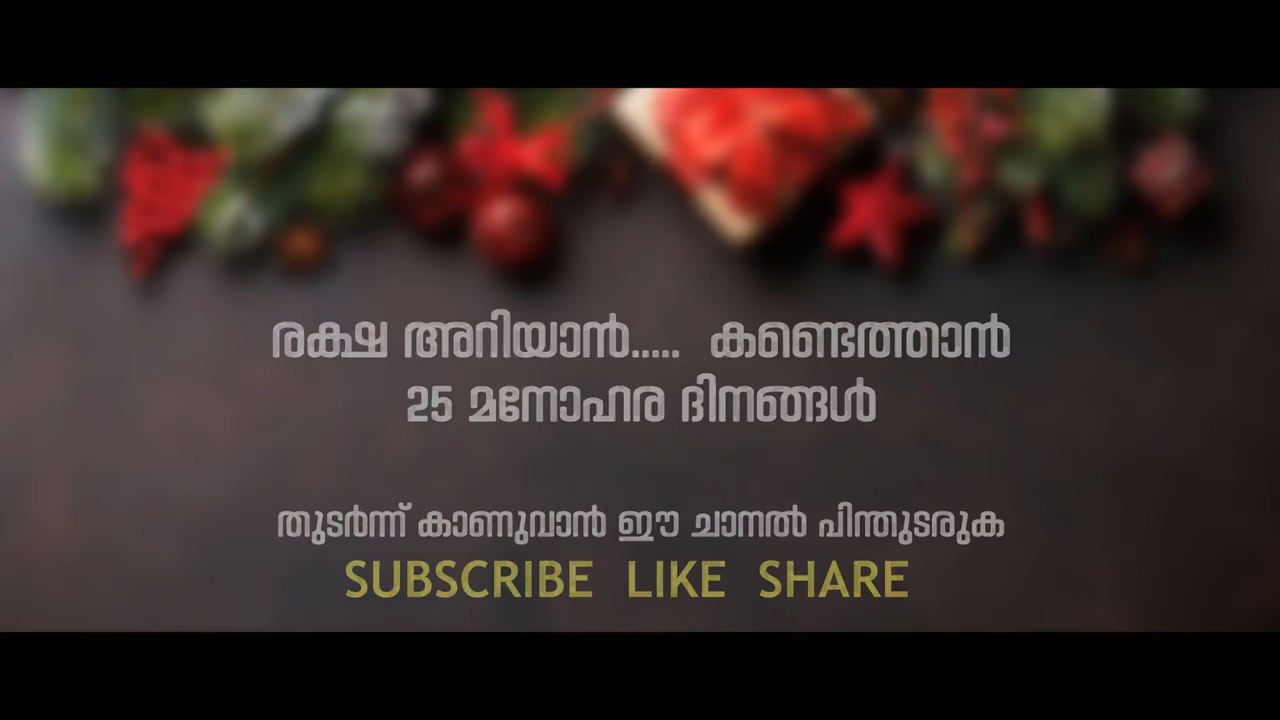 രക്ഷ അറിയാൻ..... കണ്ടെത്താൻ
25 മനോഹര ദിനങ്ങൾ
തുടർന്ന് കാണുവാൻ ഈ ചാനൽ പിന്തുടരുക
SUBSCRIBE LIKE SHARE